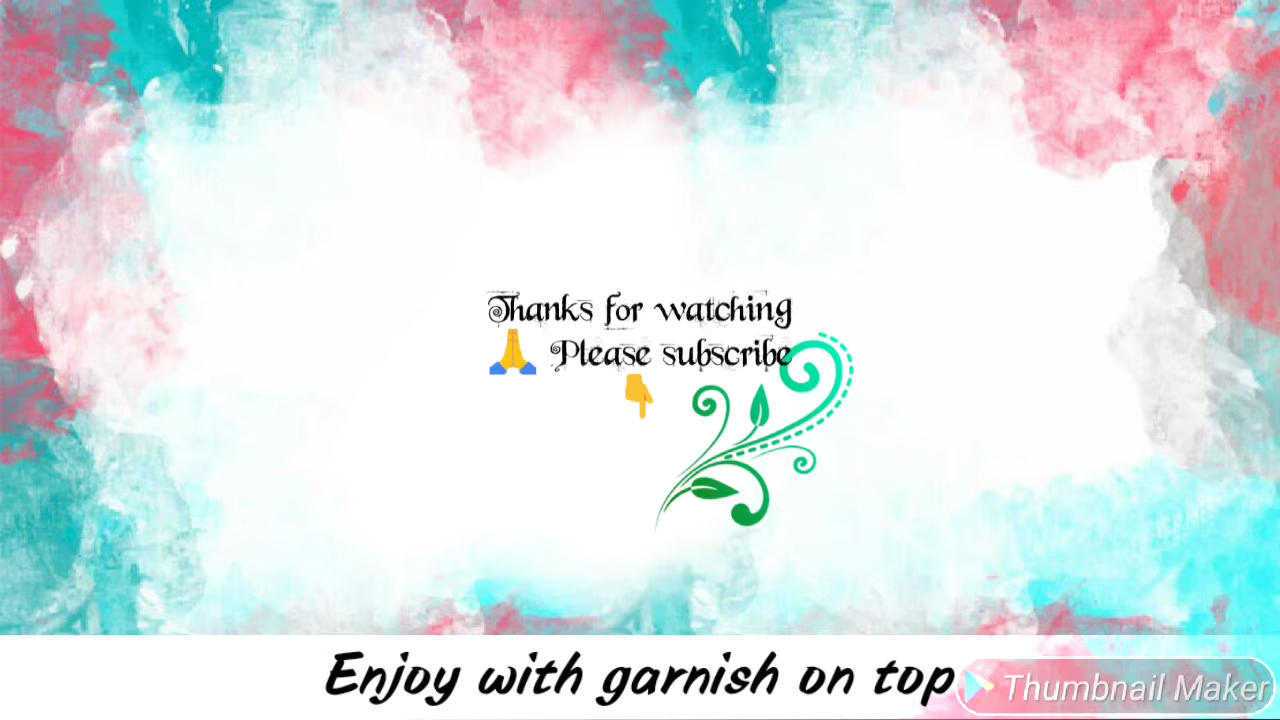 Thanks for watching
🙏 Please subscribe
👇
Enjoy with garnish on top
Thumbnail Maker